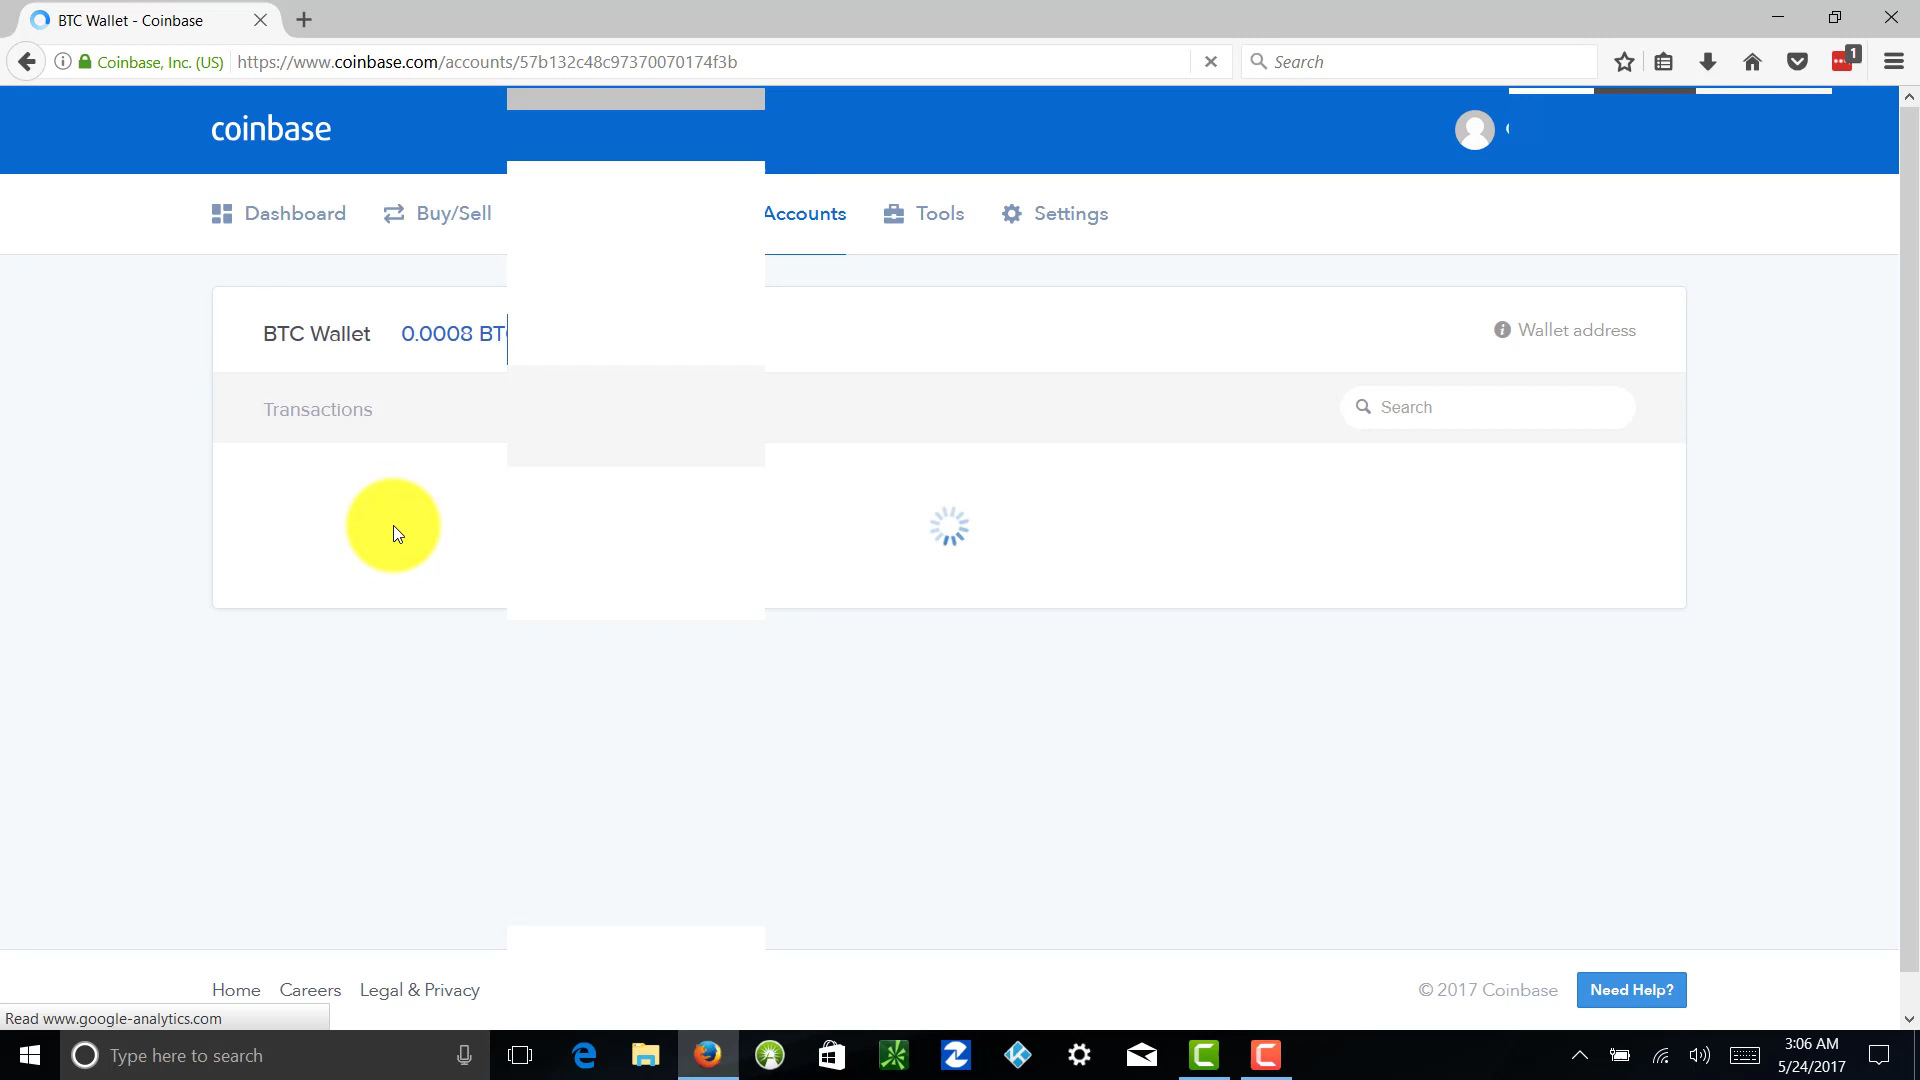 BTC Wallet - Coinbase
Coinbase, Inc. (US) https://www.coinbase.com/accounts/57b132c48c97370070174f3b Search 1
coinbase
Dashboard Buy/Sell Accounts Tools Settings
BTC Wallet 0.0008 BTC Wallet address
Transactions Search
Home Careers Legal & Privacy © 2017 Coinbase Need Help?
Read www.google-analytics.com
Type here to search 3:06 AM
5/24/2017